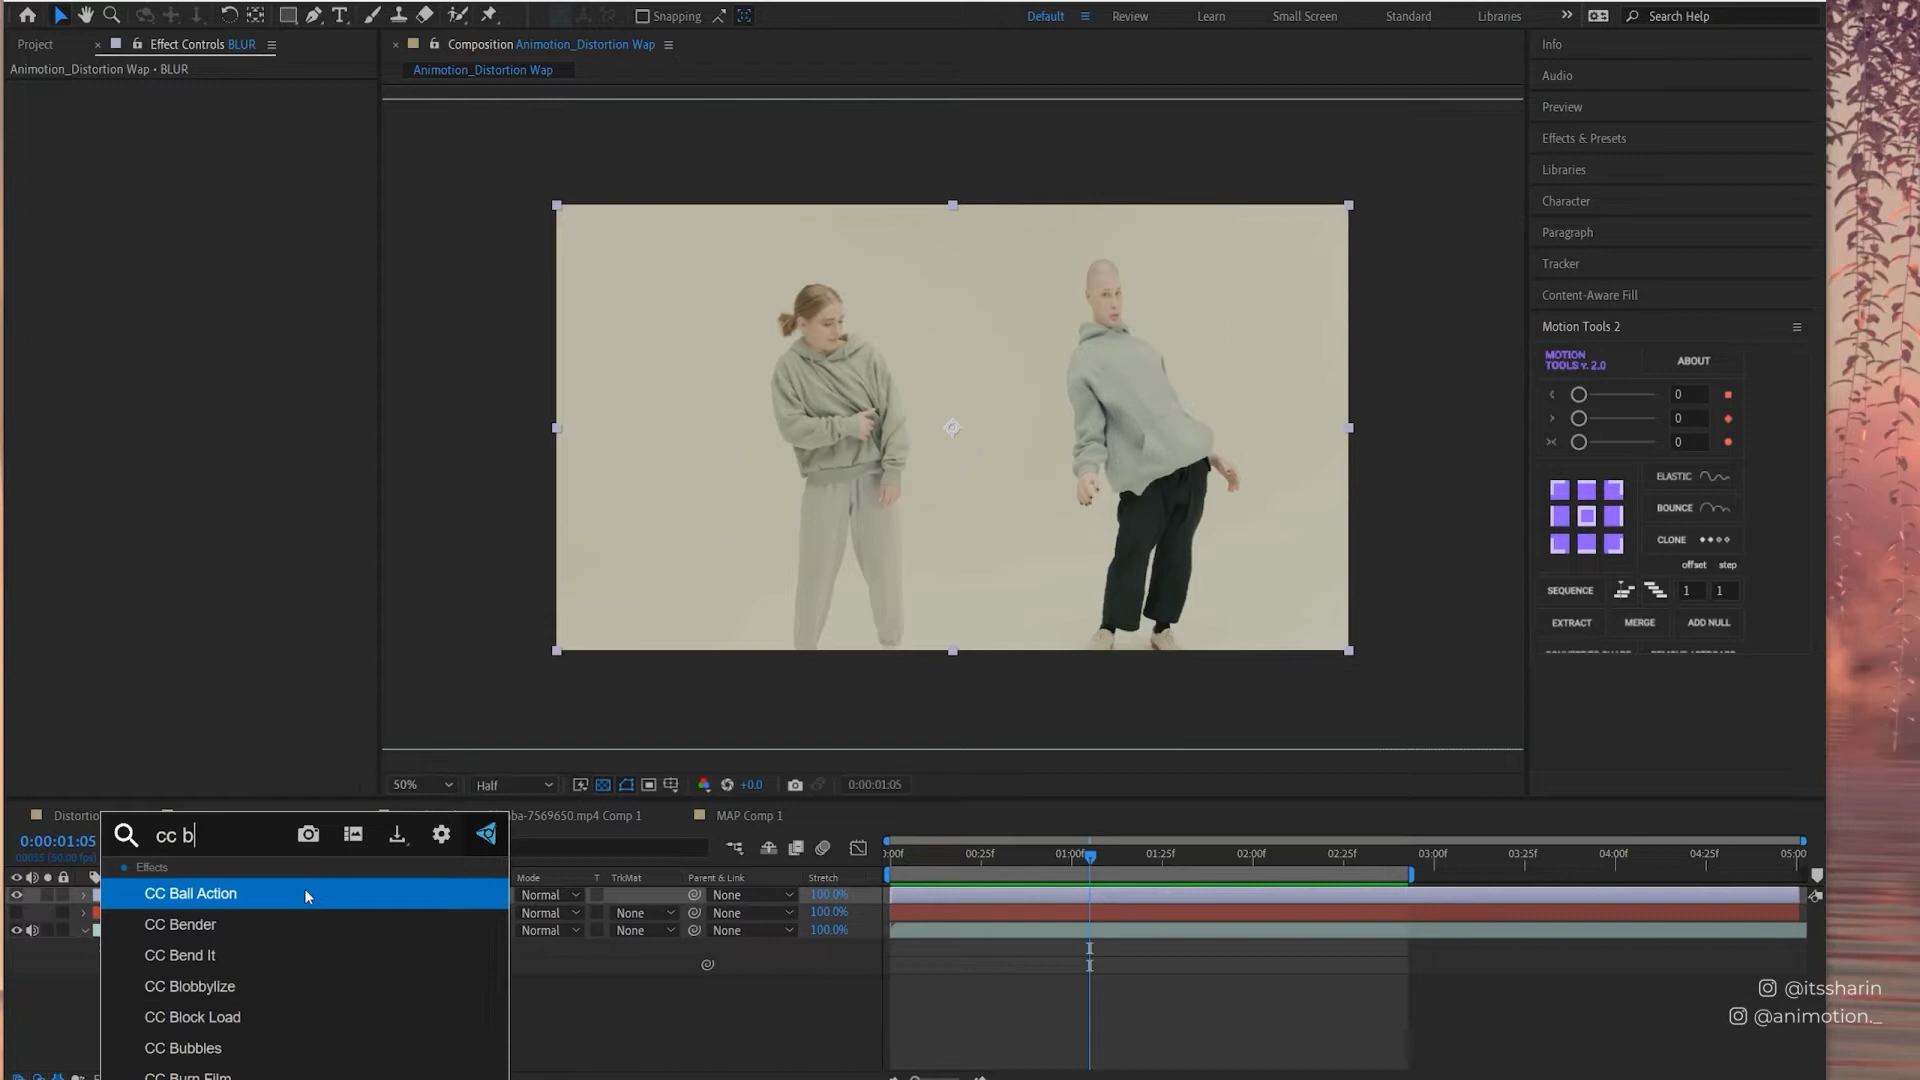 Snapping
Default
Review
Learn
Small Screen
Standard
Libraries
Search Help
Project
Effect Controls BLUR
Composition Animotion_Distortion Wap
Animotion_Distortion Wap • BLUR
Animotion_Distortion Wap
Info
Audio
Preview
Effects & Presets
Libraries
Character
Paragraph
Tracker
Content-Aware Fill
Motion Tools 2
MOTION
TOOLS v. 2.0
ABOUT
0
0
0
ELASTIC
BOUNCE
CLONE
offset step
SEQUENCE
1
1
EXTRACT
MERGE
ADD NULL
50%
Half
+0.0
0:00:01:05
Distortio
ba-7569650.mp4 Comp 1
MAP Comp 1
0:00:01:05
00055 (50.00 fps)
cc b
Effects
CC Ball Action
CC Bender
CC Bend It
CC Blobbylize
CC Block Load
CC Bubbles
CC Burn Film
Mode
T
TrkMat
Parent & Link
Stretch
Normal
None
100.0%
Normal
None
None
100.0%
Normal
None
None
100.0%
:00f
00:25f
01:00f
01:25f
02:00f
02:25f
03:00f
03:25f
04:00f
04:25f
05:00
@itssharin
@animotion._